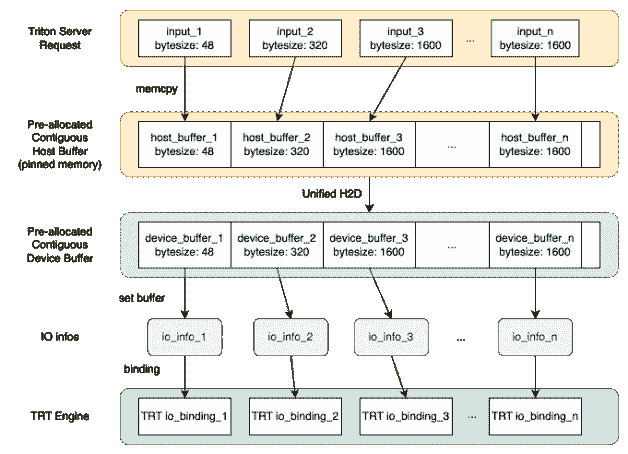 Triton Server
Request
input_1
bytesize: 48
input_2
bytesize: 320
input_3
bytesize: 1600
...
input_n
bytesize: 1600
memcpy
Pre-allocated
Contiguous
Host Buffer
(pinned memory)
host_buffer_1
bytesize: 48
host_buffer_2
bytesize: 320
host_buffer_3
bytesize: 1600
...
host_buffer_n
bytesize: 1600
Unified H2D
Pre-allocated
Contiguous
Device Buffer
device_buffer_1
bytesize: 48
device_buffer_2
bytesize: 320
device_buffer_3
bytesize: 1600
...
device_buffer_n
bytesize: 1600
set buffer
IO infos
io_info_1
io_info_2
io_info_3
...
io_info_n
binding
TRT Engine
TRT io_binding_1
TRT io_binding_2
TRT io_binding_3
...
TRT io_binding_n